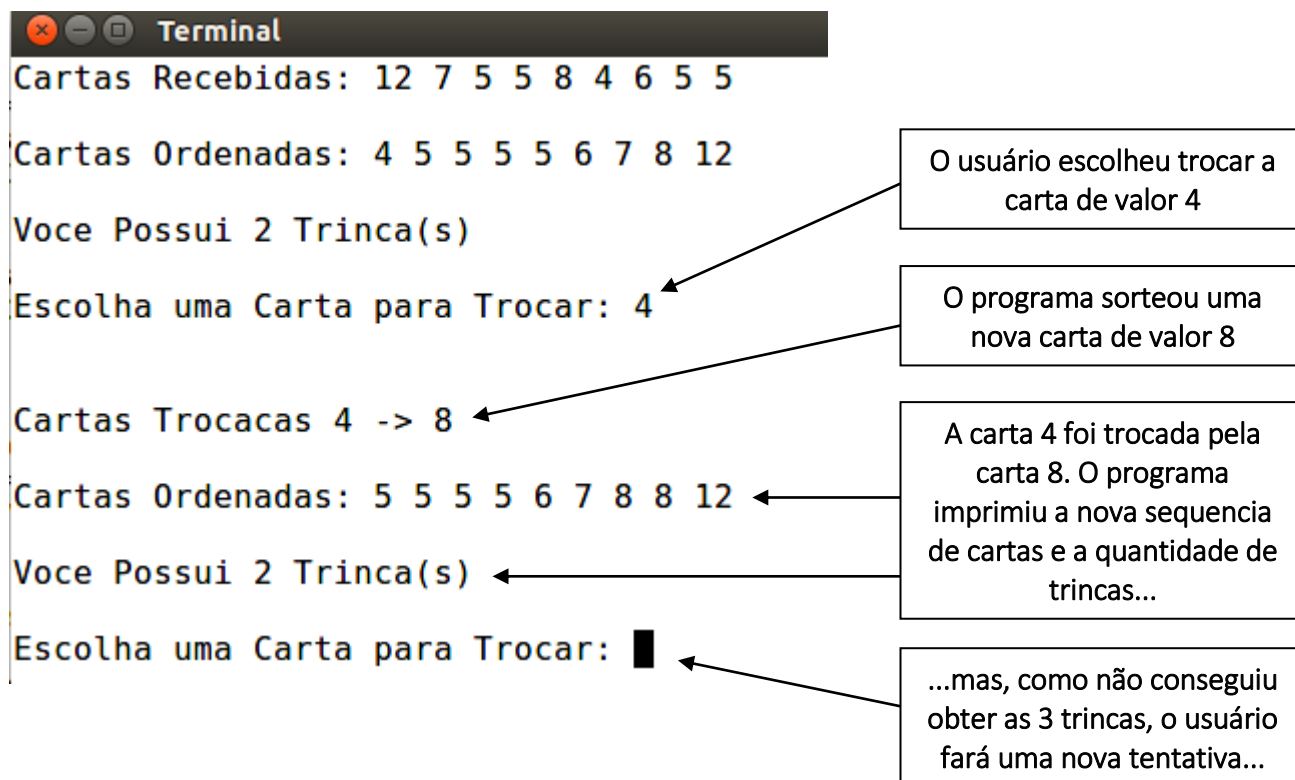 Terminal
Cartas Recebidas: 12 7 5 5 8 4 6 5 5
Cartas Ordenadas: 4 5 5 5 5 6 7 8 12
Voce Possui 2 Trinca(s)
Escolha uma Carta para Trocar: 4
Cartas Trocacas 4 -> 8
Cartas Ordenadas: 5 5 5 5 6 7 8 8 12
Voce Possui 2 Trinca(s)
Escolha uma Carta para Trocar:
O usuário escolheu trocar a
carta de valor 4
O programa sorteou uma
nova carta de valor 8
A carta 4 foi trocada pela
carta 8. O programa
imprimiu a nova sequencia
de cartas e a quantidade de
trincas...
...mas, como não conseguiu
obter as 3 trincas, o usuário
fará uma nova tentativa...